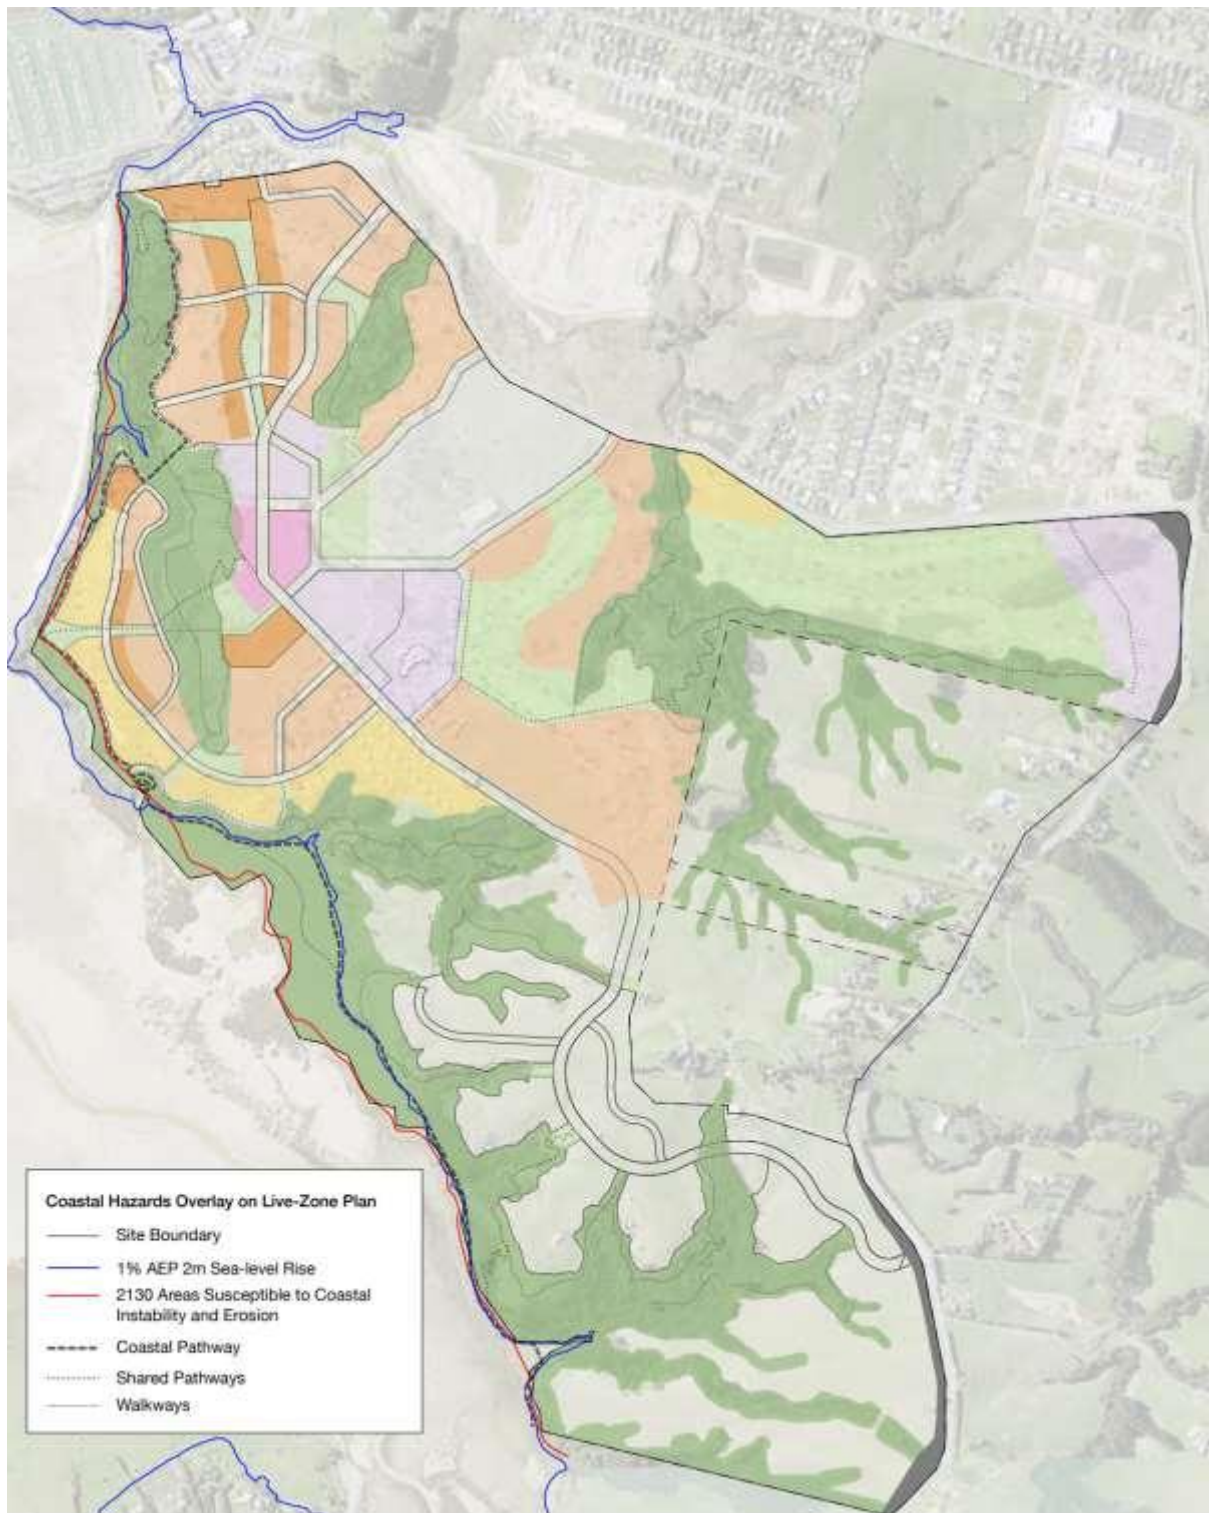 Coastal Hazards Overlay on Live-Zone Plan
Site Boundary
1% AEP 2m Sea-level Rise
2130 Areas Susceptible to Coastal
Instability and Erosion
Coastal Pathway
Shared Pathways
Walkways